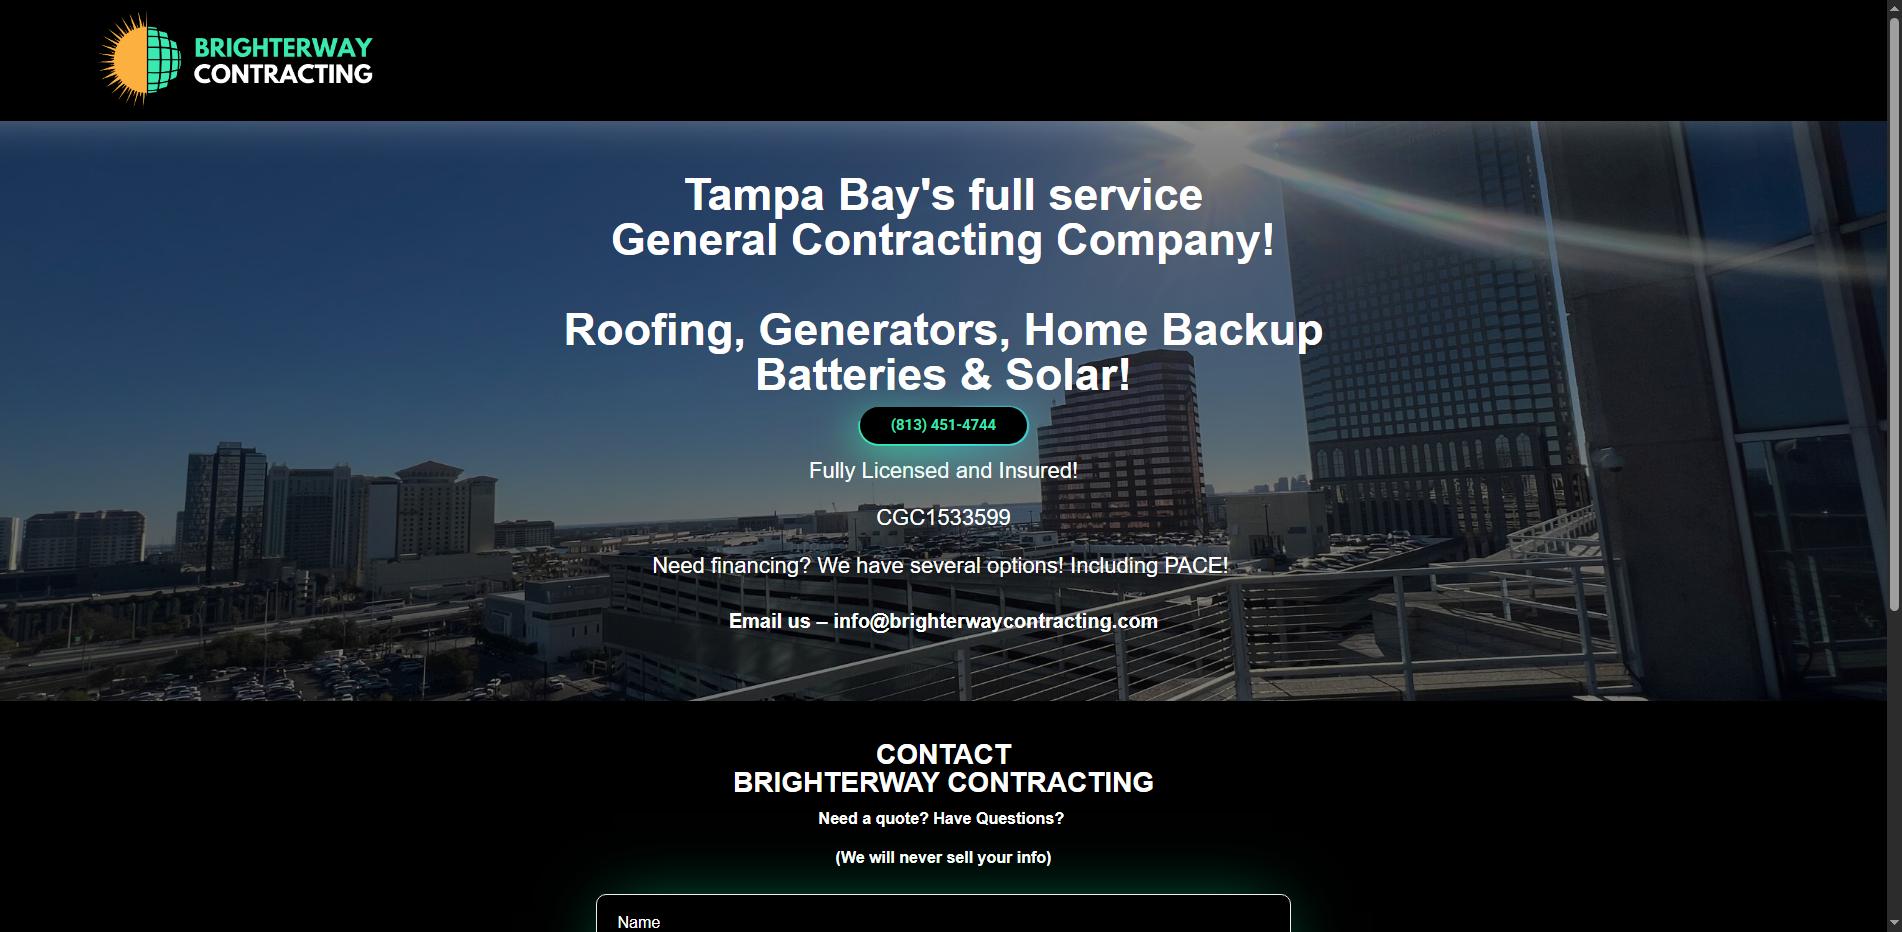 BRIGHTERWAY
CONTRACTING
Tampa Bay's full service
General Contracting Company!
Roofing, Generators, Home Backup
Batteries & Solar!
(813) 451-4744
Fully Licensed and Insured!
CGC1533599
Need financing? We have several options! Including PACE!
Email us – info@brighterwaycontracting.com
CONTACT
BRIGHTERWAY CONTRACTING
Need a quote? Have Questions?
(We will never sell your info)
Name